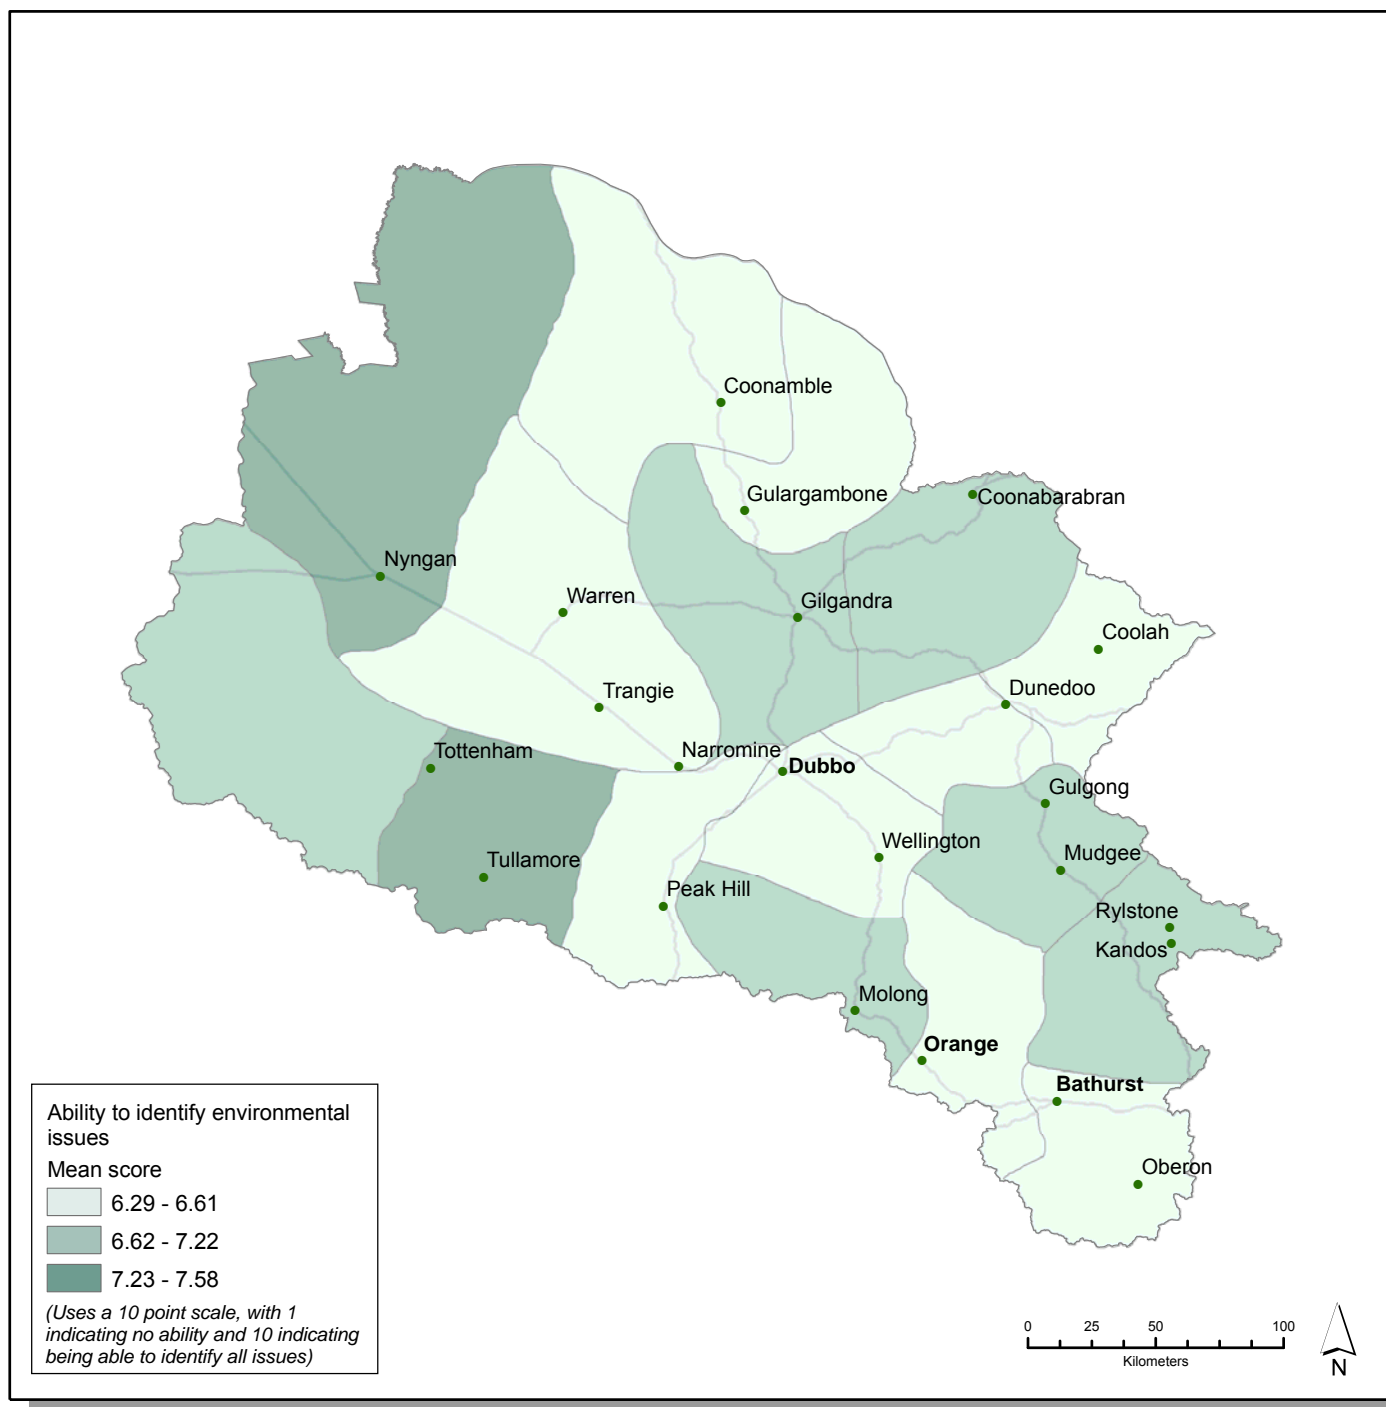 Coonamble
Gulargambone
Coonabarabran
Nyngan
Warren
Gilgandra
Coolah
Trangie
Dunedoo
Tottenham
Narromine
Dubbo
Gulgong
Wellington
Mudgee
Tullamore
Peak Hill
Rylstone
Kandos
Molong
Orange
Bathurst
Oberon
Ability to identify environmental
issues
Mean score
6.29 - 6.61
6.62 - 7.22
7.23 - 7.58
(Uses a 10 point scale, with 1
indicating no ability and 10 indicating
being able to identify all issues)
0 25 50 100
Kilometers
N